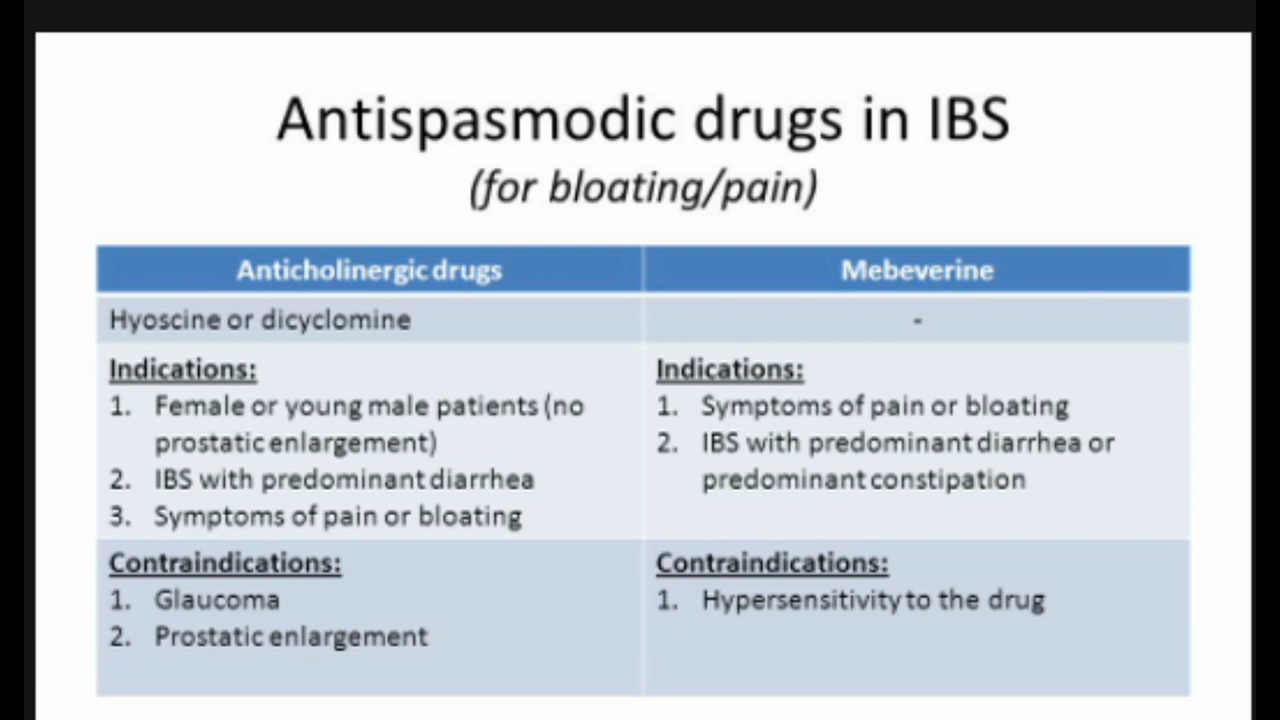 Antispasmodic drugs in IBS
(for bloating/pain)
Anticholinergic drugs
Mebeverine
Hyoscine or dicyclomine
-
Indications:
1. Female or young male patients (no
prostatic enlargement)
2. IBS with predominant diarrhea
3. Symptoms of pain or bloating
Indications:
1. Symptoms of pain or bloating
2. IBS with predominant diarrhea or
predominant constipation
Contraindications:
1. Glaucoma
2. Prostatic enlargement
Contraindications:
1. Hypersensitivity to the drug